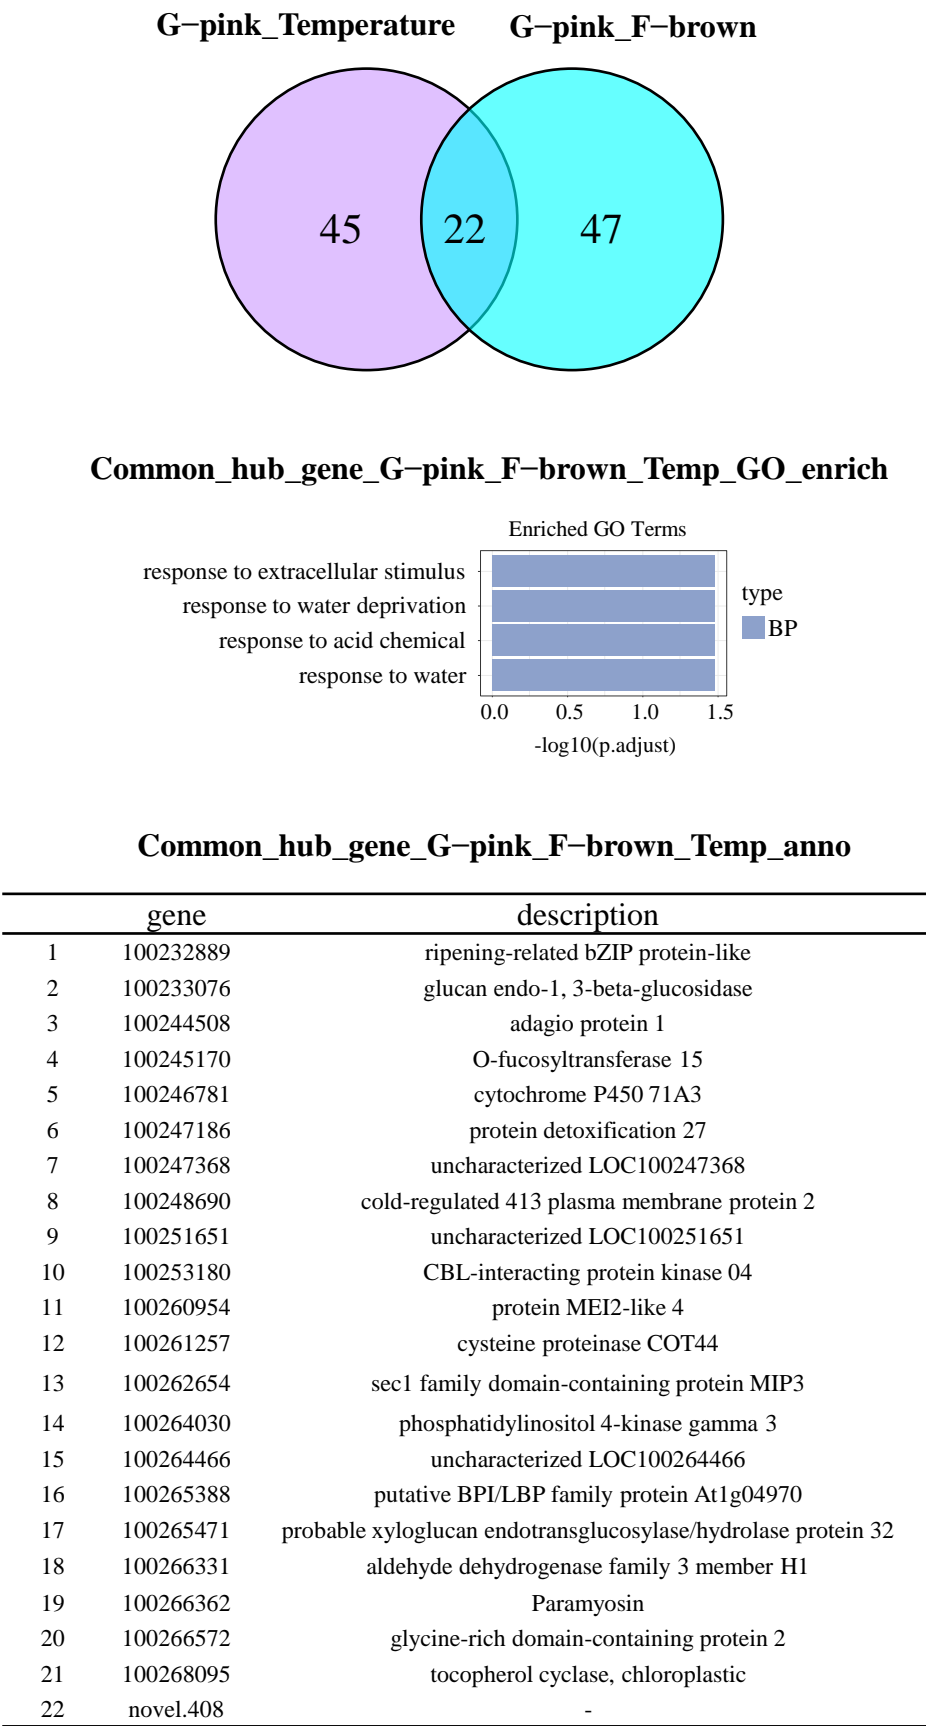 G−pink_Temperature G−pink_F−brown
45 22 47
Common_hub_gene_G−pink_F−brown_Temp_GO_enrich
Enriched GO Terms
response to extracellular stimulus
response to water deprivation
response to acid chemical
response to water
type
BP
0.0 0.5 1.0 1.5
-log10(p.adjust)
Common_hub_gene_G−pink_F−brown_Temp_anno
gene description
1 100232889 ripening-related bZIP protein-like
2 100233076 glucan endo-1, 3-beta-glucosidase
3 100244508 adagio protein 1
4 100245170 O-fucosyltransferase 15
5 100246781 cytochrome P450 71A3
6 100247186 protein detoxification 27
7 100247368 uncharacterized LOC100247368
8 100248690 cold-regulated 413 plasma membrane protein 2
9 100251651 uncharacterized LOC100251651
10 100253180 CBL-interacting protein kinase 04
11 100260954 protein MEI2-like 4
12 100261257 cysteine proteinase COT44
13 100262654 sec1 family domain-containing protein MIP3
14 100264030 phosphatidylinositol 4-kinase gamma 3
15 100264466 uncharacterized LOC100264466
16 100265388 putative BPI/LBP family protein At1g04970
17 100265471 probable xyloglucan endotransglucosylase/hydrolase protein 32
18 100266331 aldehyde dehydrogenase family 3 member H1
19 100266362 Paramyosin
20 100266572 glycine-rich domain-containing protein 2
21 100268095 tocopherol cyclase, chloroplastic
22 novel.408 -